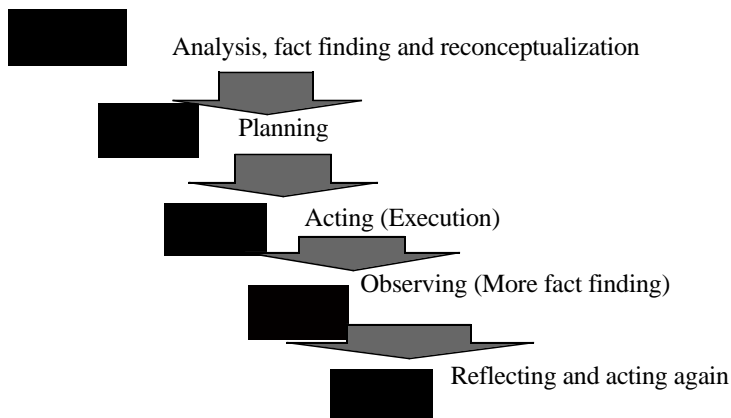 Analysis, fact finding and reconceptualization
Planning
Acting (Execution)
Observing (More fact finding)
Reflecting and acting again